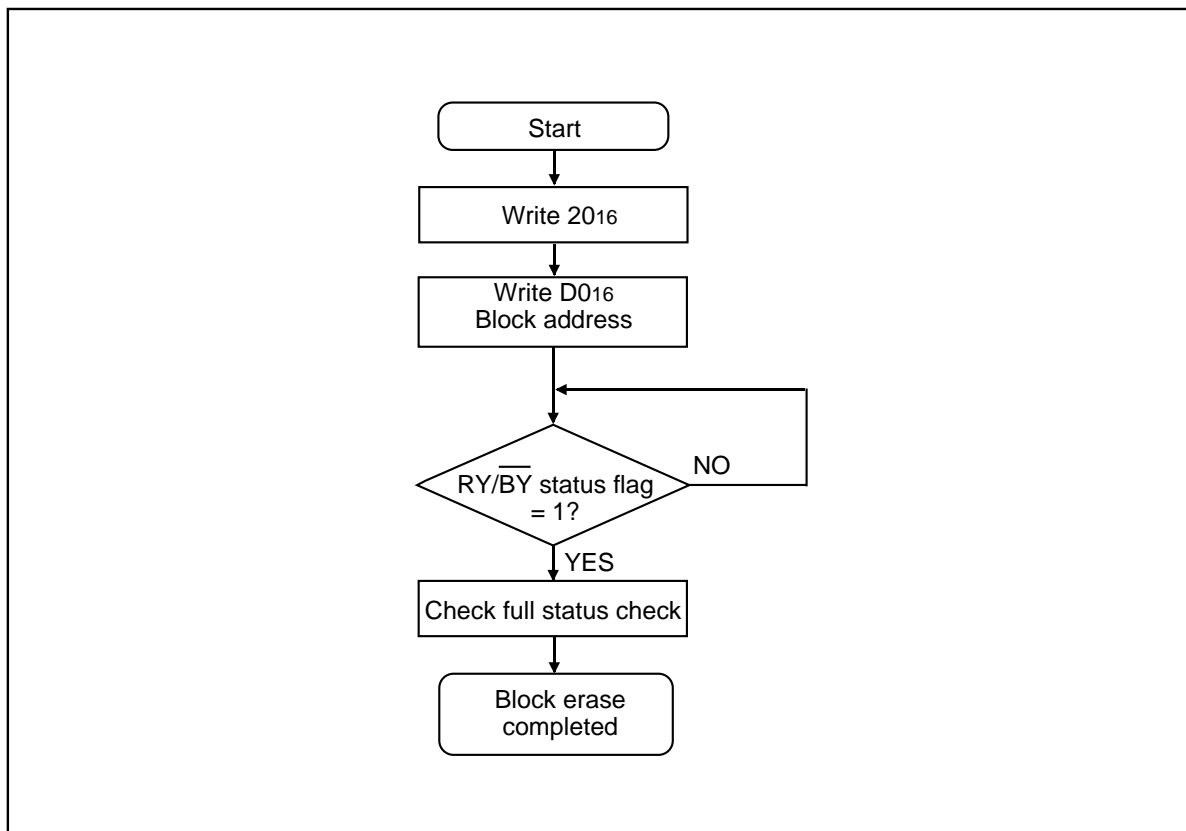 Start
Write 2016
Write D016
Block address
NO
RY/B̅Y̅ status flag
= 1?
YES
Check full status check
Block erase
completed